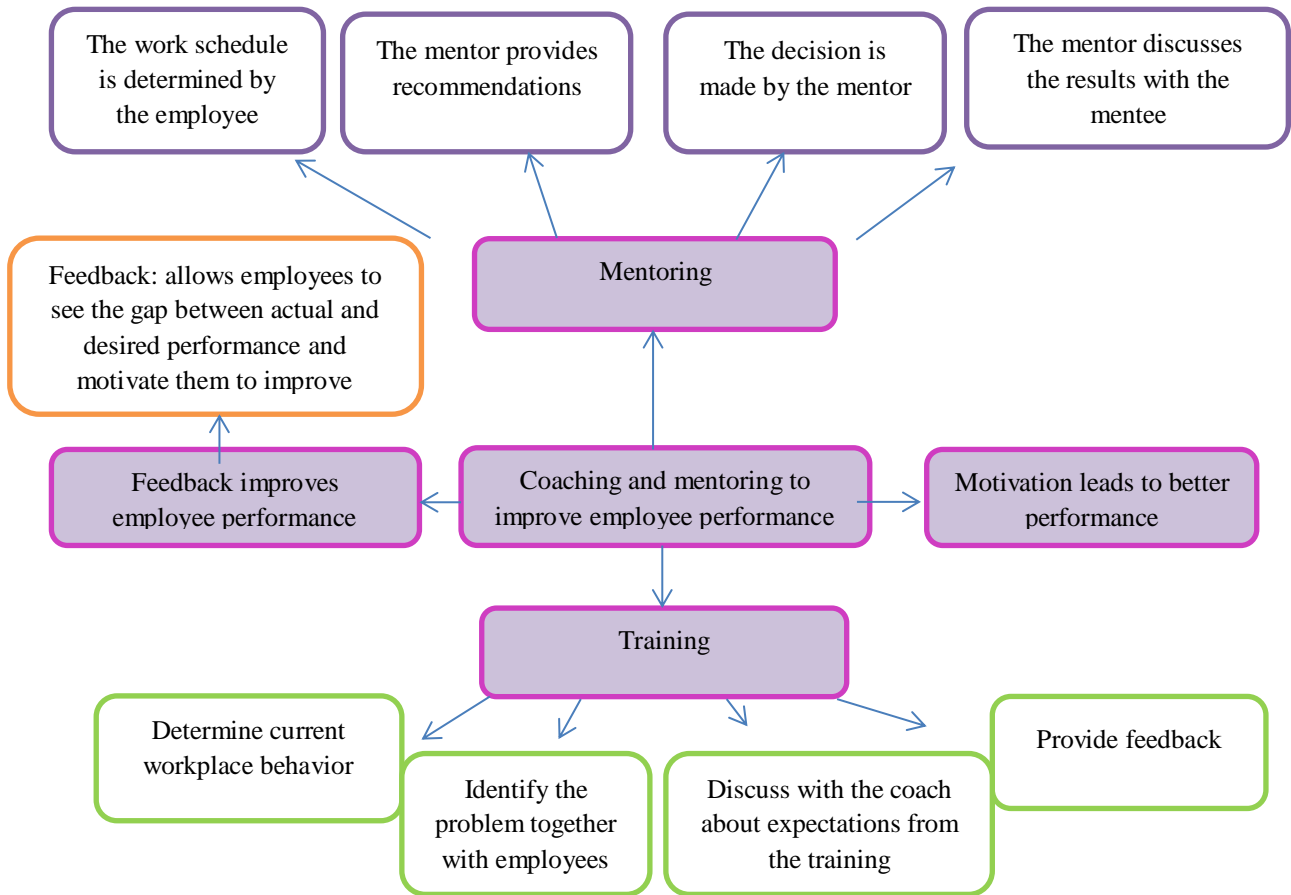 The work schedule
is determined by
the employee
The mentor provides
recommendations
The decision is
made by the mentor
The mentor discusses
the results with the
mentee
Feedback: allows employees to
see the gap between actual and
desired performance and
motivate them to improve
Mentoring
Feedback improves
employee performance
Coaching and mentoring to
improve employee performance
Motivation leads to better
performance
Training
Determine current
workplace behavior
Identify the
problem together
with employees
Discuss with the coach
about expectations from
the training
Provide feedback